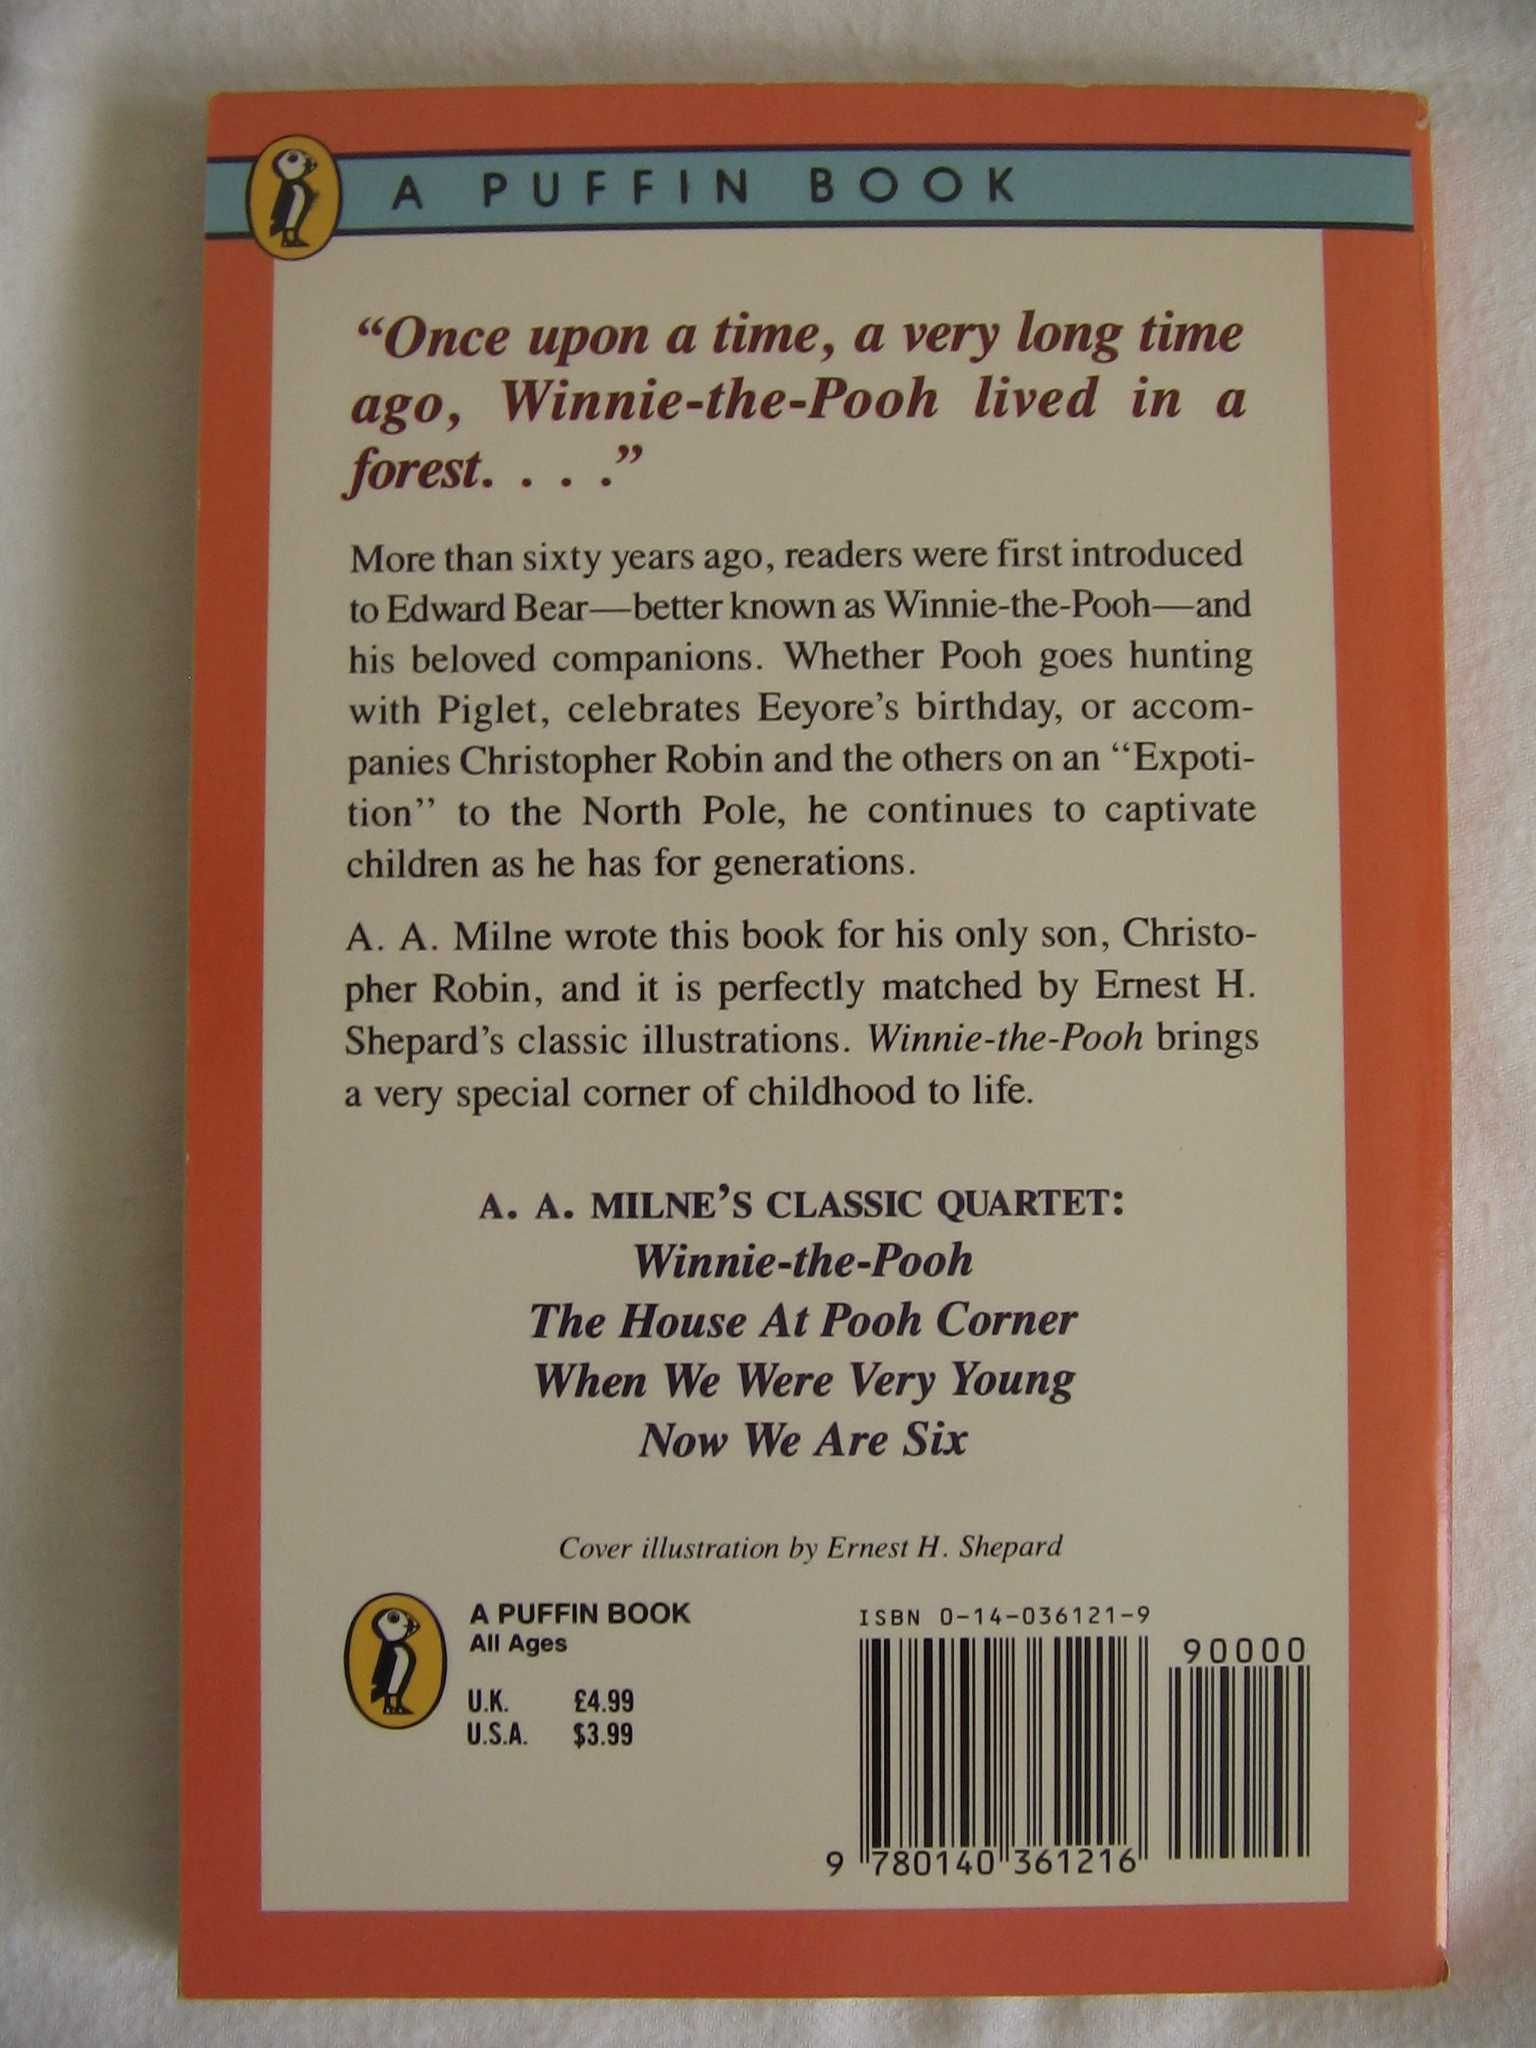 A PUFFIN BOOK
“Once upon a time, a very long time
ago, Winnie-the-Pooh lived in a
forest. . . .”
More than sixty years ago, readers were first introduced
to Edward Bear—better known as Winnie-the-Pooh—and
his beloved companions. Whether Pooh goes hunting
with Piglet, celebrates Eeyore’s birthday, or accom-
panies Christopher Robin and the others on an “Expoti-
tion” to the North Pole, he continues to captivate
children as he has for generations.
A. A. Milne wrote this book for his only son, Christo-
pher Robin, and it is perfectly matched by Ernest H.
Shepard’s classic illustrations. Winnie-the-Pooh brings
a very special corner of childhood to life.
A. A. MILNE’S CLASSIC QUARTET:
Winnie-the-Pooh
The House At Pooh Corner
When We Were Very Young
Now We Are Six
Cover illustration by Ernest H. Shepard
A PUFFIN BOOK
All Ages
U.K. £4.99
U.S.A. $3.99
ISBN 0-14-036121-9
90000
9 780140 361216